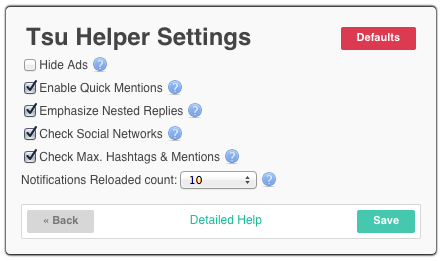 Tsu Helper Settings
Defaults
Hide Ads ?
Enable Quick Mentions ?
Emphasize Nested Replies ?
Check Social Networks ?
Check Max. Hashtags & Mentions ?
Notifications Reloaded count: 10 ?
« Back Detailed Help Save